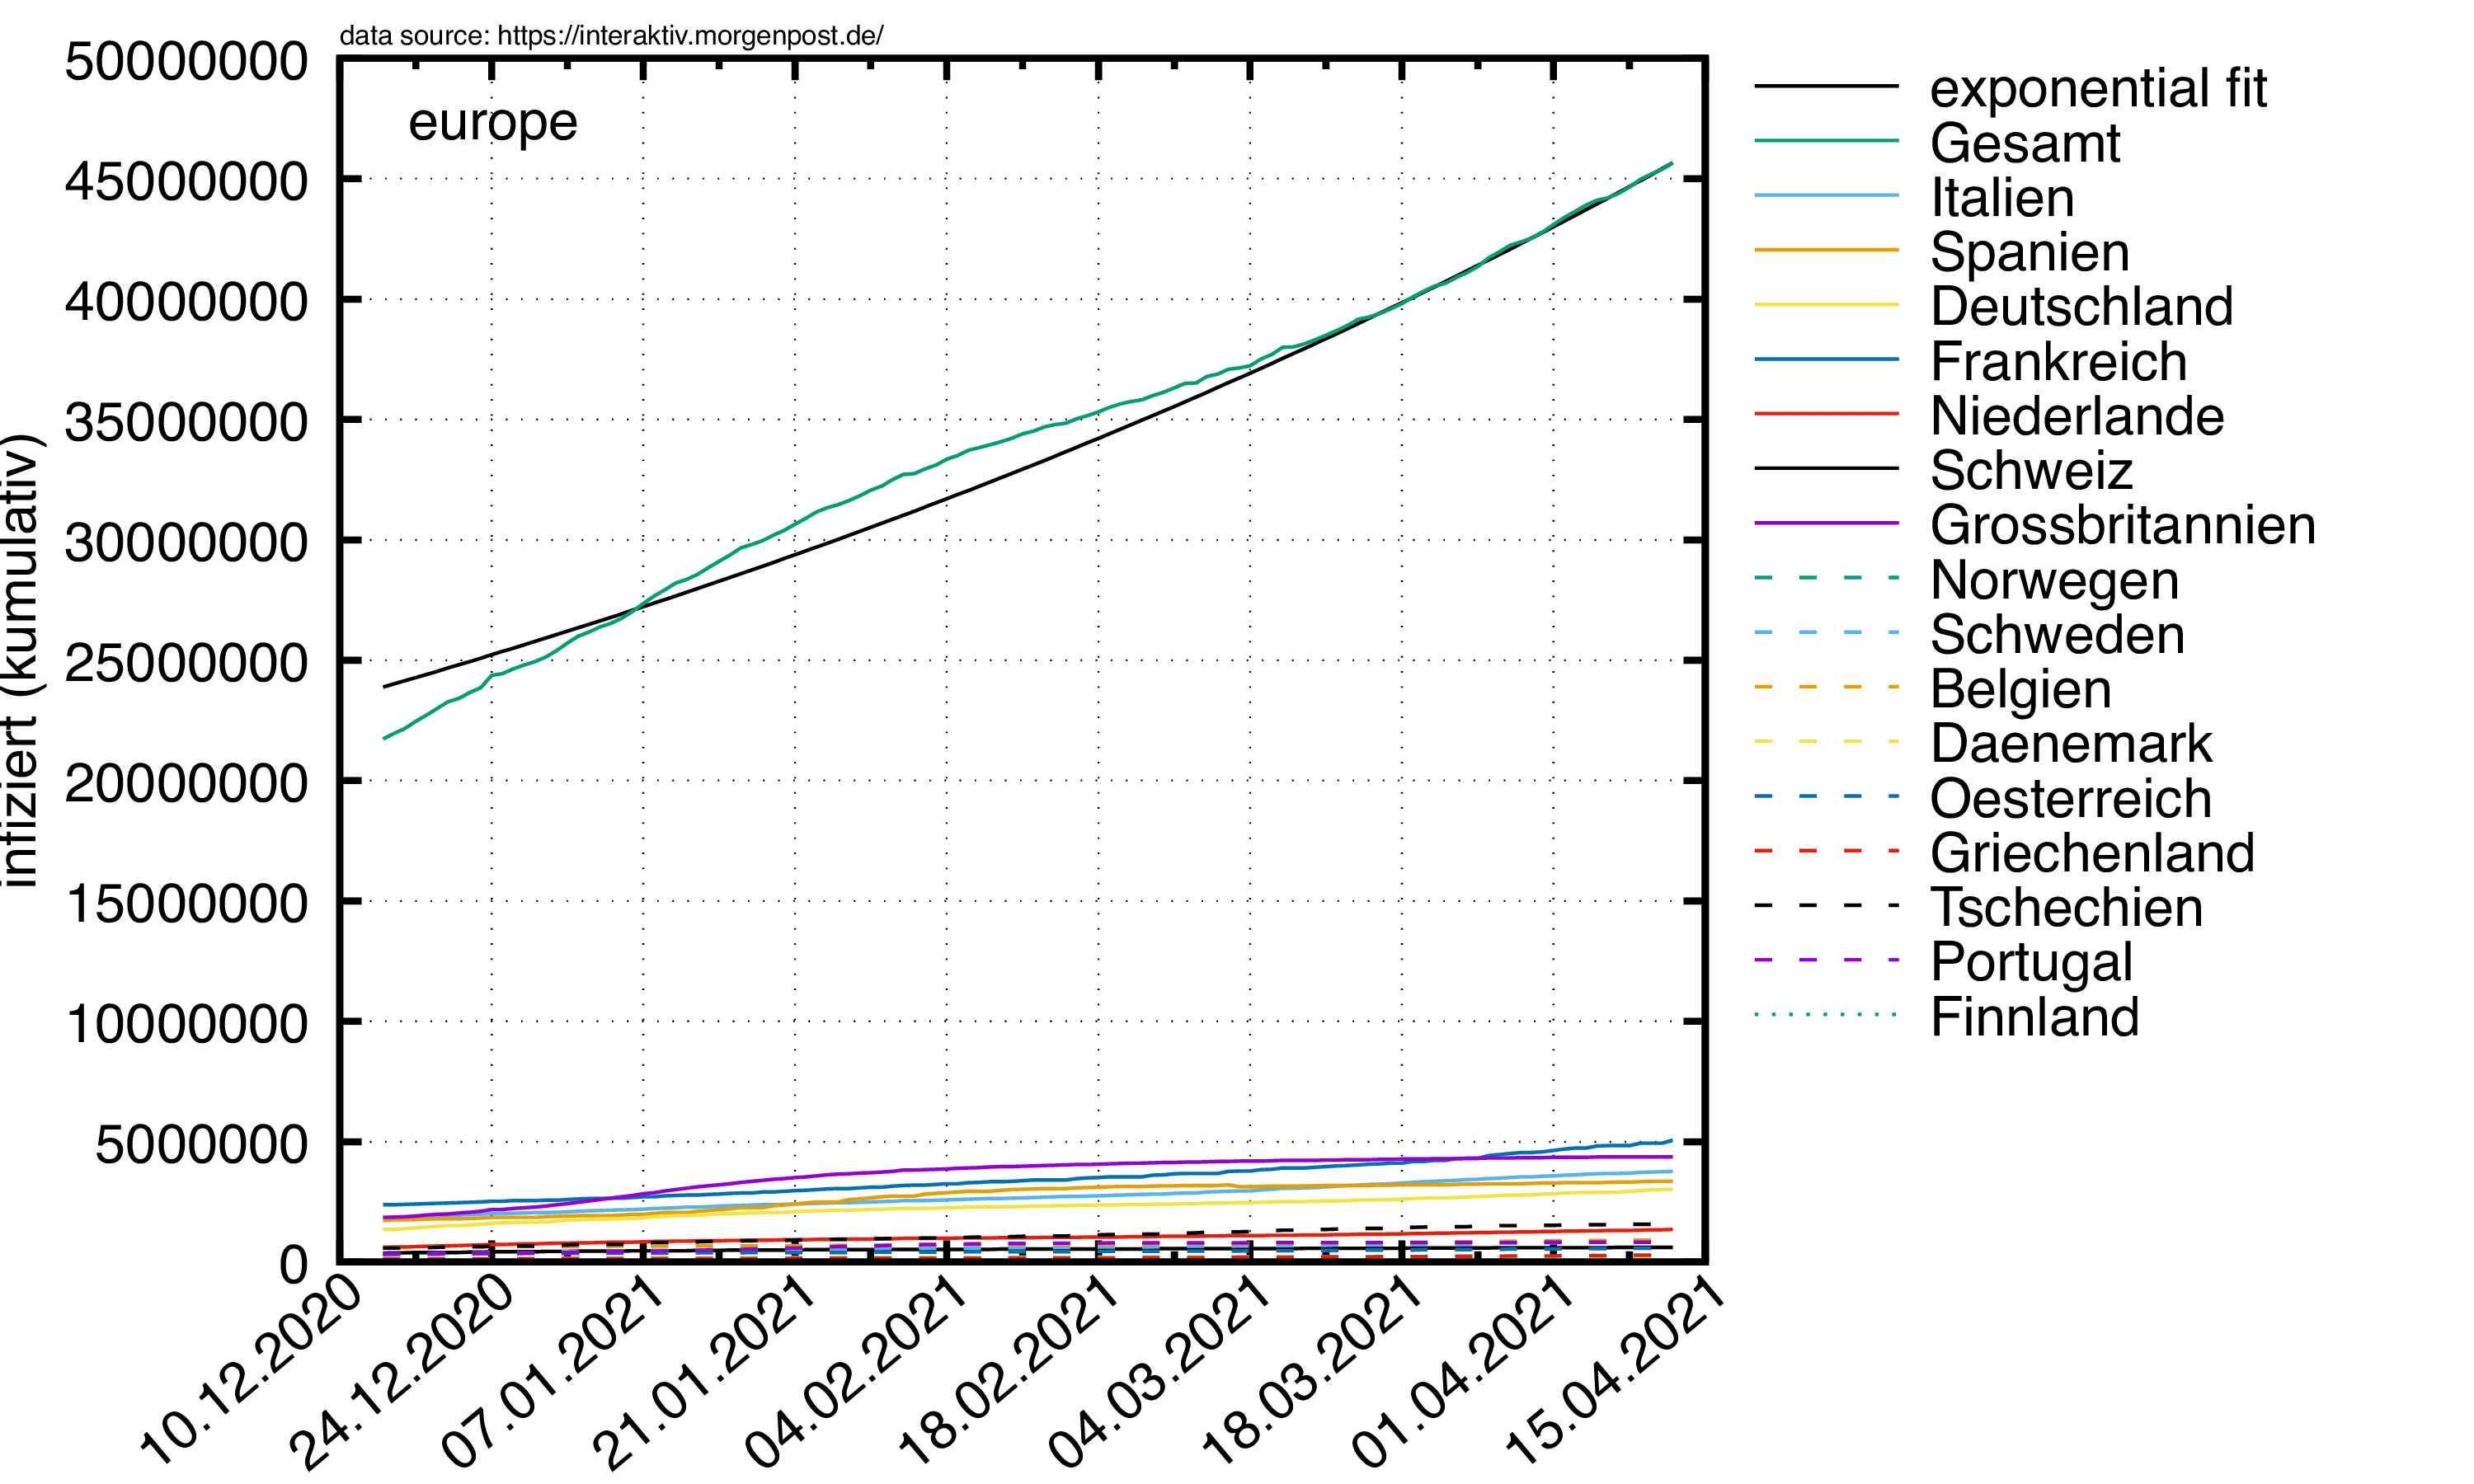 data source: https://interaktiv.morgenpost.de/
europe
infiziert (kumulativ)
50000000
45000000
40000000
35000000
30000000
25000000
20000000
15000000
10000000
5000000
0
10.12.2020
24.12.2020
07.01.2021
21.01.2021
04.02.2021
18.02.2021
04.03.2021
18.03.2021
01.04.2021
15.04.2021
exponential fit
Gesamt
Italien
Spanien
Deutschland
Frankreich
Niederlande
Schweiz
Grossbritannien
Norwegen
Schweden
Belgien
Daenemark
Oesterreich
Griechenland
Tschechien
Portugal
Finnland